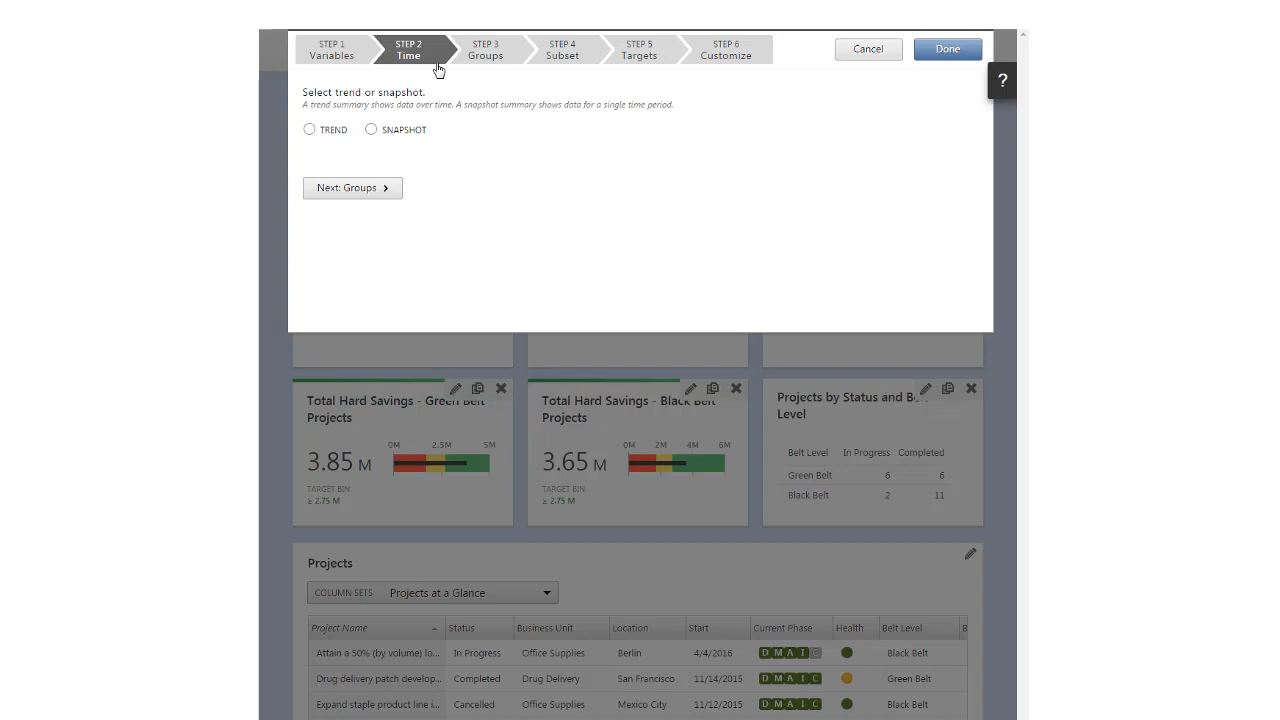 STEP 1
Variables
STEP 2
Time
STEP 3
Groups
STEP 4
Subset
STEP 5
Targets
STEP 6
Customize
Cancel
Done
?
Select trend or snapshot.
A trend summary shows data over time. A snapshot summary shows data for a single time period.
TREND
SNAPSHOT
Next: Groups
Total Hard Savings - Green Belt
Projects
0M 2.5M 5M
3.85 M
TARGET BIN
≥ 2.75 M
Total Hard Savings - Black Belt
Projects
0M 2M 4M 6M
3.65 M
TARGET BIN
≥ 2.75 M
Projects by Status and Belt
Level
Belt Level In Progress Completed
Green Belt 6 6
Black Belt 2 11
Projects
COLUMN SETS Projects at a Glance
Project Name Status Business Unit Location Start Current Phase Health Belt Level B
Attain a 50% (by volume) lo... In Progress Office Supplies Berlin 4/4/2016 D M A I C Black Belt
Drug delivery patch develop... Completed Drug Delivery San Francisco 11/14/2015 D M A I C Green Belt
Expand staple product line i... Cancelled Office Supplies Mexico City 11/12/2015 D M A I C Black Belt